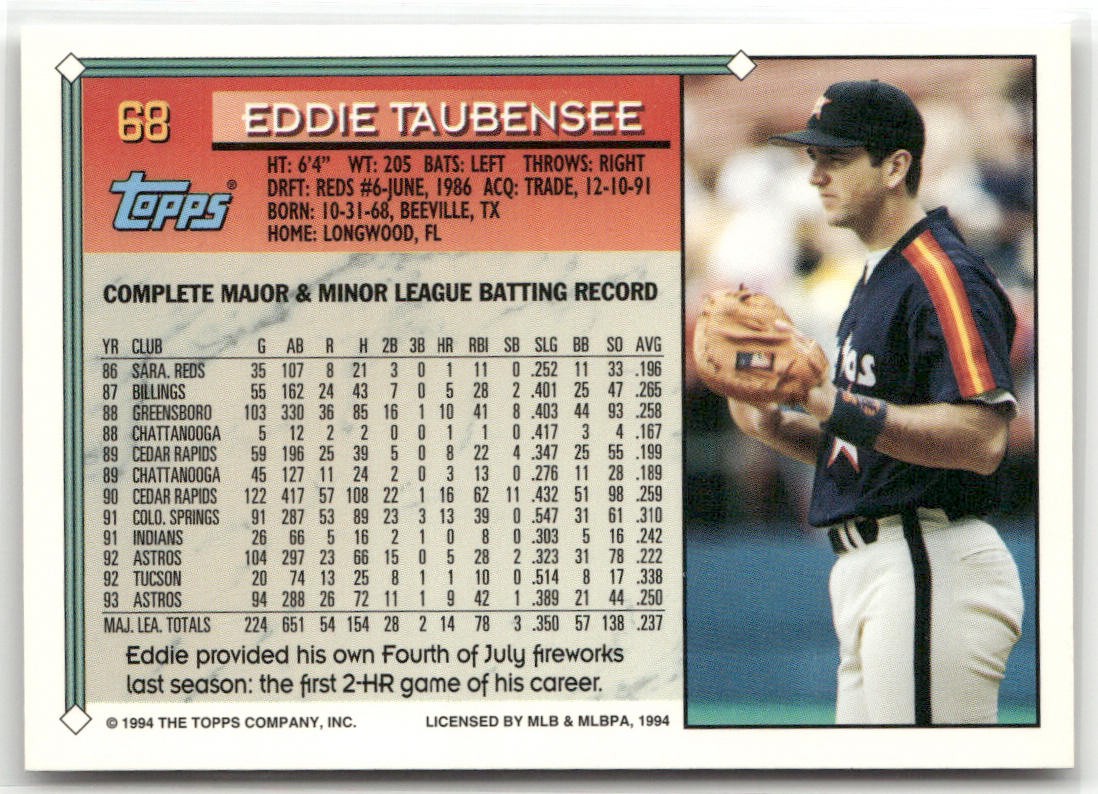 68
EDDIE TAUBENSEE
TOPPS®
HT: 6'4" WT: 205 BATS: LEFT THROWS: RIGHT
DRFT: REDS #6-JUNE, 1986 ACQ: TRADE, 12-10-91
BORN: 10-31-68, BEEVILLE, TX
HOME: LONGWOOD, FL
COMPLETE MAJOR & MINOR LEAGUE BATTING RECORD
YR CLUB G AB R H 2B 3B HR RBI SB SLG BB SO AVG
86 SARA. REDS 35 107 8 21 3 0 1 11 0 .252 11 33 .196
87 BILLINGS 55 162 24 43 7 0 5 28 2 .401 25 47 .265
88 GREENSBORO 103 330 36 85 16 1 10 41 8 .403 44 93 .258
88 CHATTANOOGA 5 12 2 2 0 0 1 1 0 .417 3 4 .167
89 CEDAR RAPIDS 59 196 25 39 5 0 8 22 4 .347 25 55 .199
89 CHATTANOOGA 45 127 11 24 2 0 3 13 0 .276 11 28 .189
90 CEDAR RAPIDS 122 417 57 108 22 1 16 62 11 .432 51 98 .259
91 COLO. SPRINGS 91 287 53 89 23 3 13 39 0 .547 31 61 .310
91 INDIANS 26 66 5 16 2 1 0 8 0 .303 5 16 .242
92 ASTROS 104 297 23 66 15 0 5 28 2 .323 31 78 .222
92 TUCSON 20 74 13 25 8 1 1 10 0 .514 8 17 .338
93 ASTROS 94 288 26 72 11 1 9 42 1 .389 21 44 .250
MAJ. LEA. TOTALS 224 651 54 154 28 2 14 78 3 .350 57 138 .237
Eddie provided his own Fourth of July fireworks
last season: the first 2-HR game of his career.
© 1994 THE TOPPS COMPANY, INC. LICENSED BY MLB & MLBPA, 1994